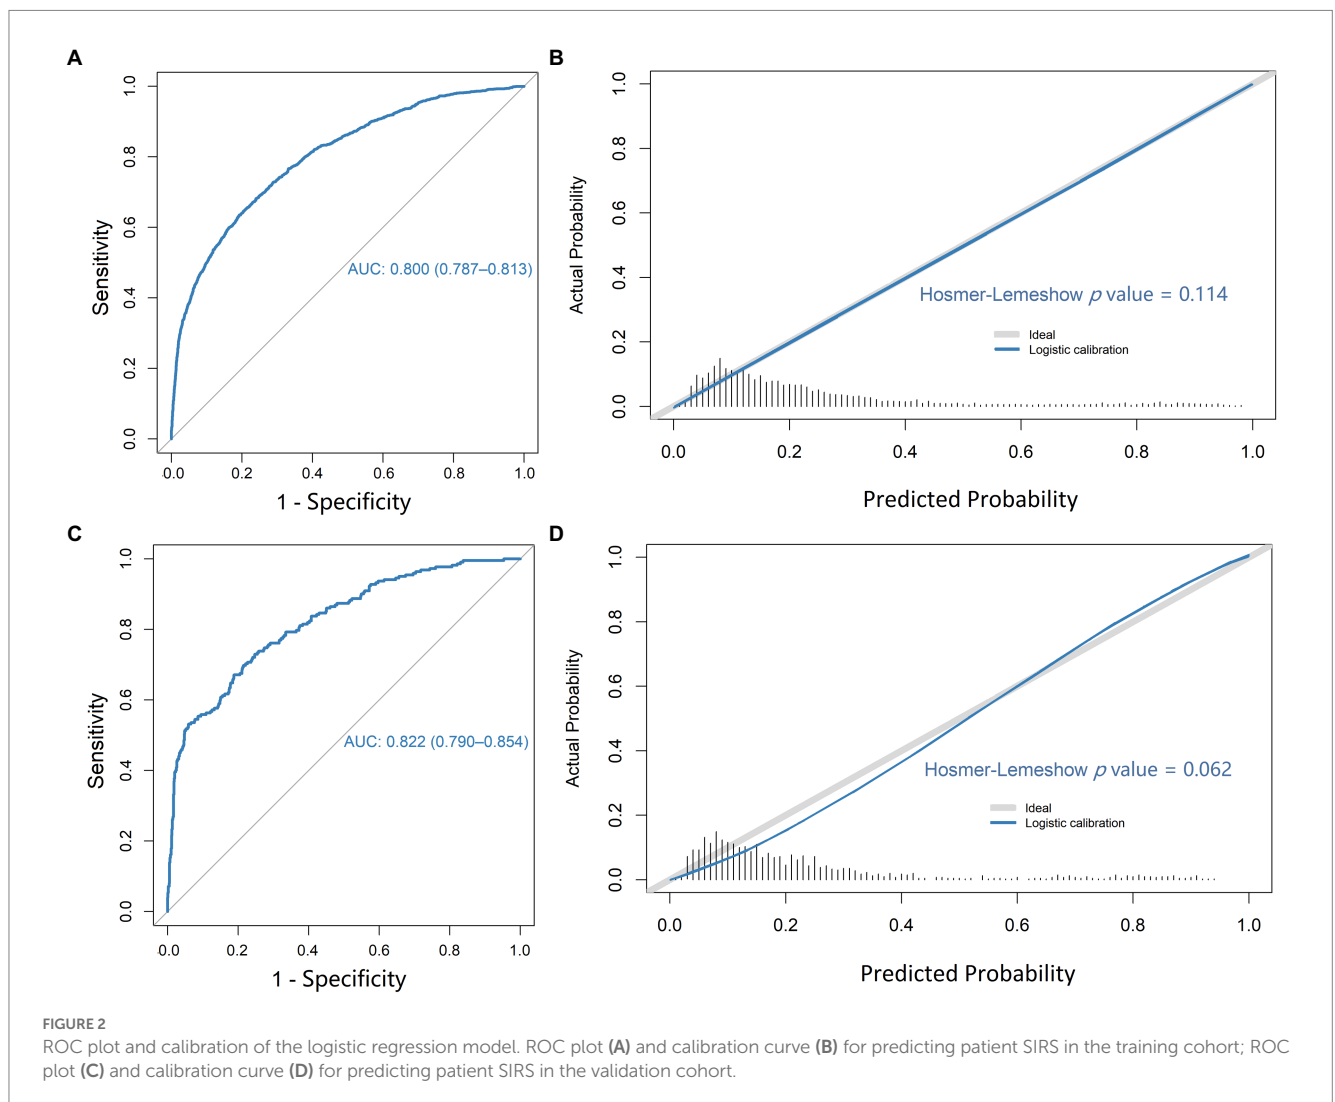 A
1.0
0.8
0.6
0.4
0.2
0.0
Sensitivity
AUC: 0.800 (0.787–0.813)
0.0 0.2 0.4 0.6 0.8 1.0
1 - Specificity
B
1.0
0.8
0.6
0.4
0.2
0.0
Actual Probability
Hosmer-Lemeshow p value = 0.114
Ideal
Logistic calibration
0.0 0.2 0.4 0.6 0.8 1.0
Predicted Probability
C
1.0
0.8
0.6
0.4
0.2
0.0
Sensitivity
AUC: 0.822 (0.790–0.854)
0.0 0.2 0.4 0.6 0.8 1.0
1 - Specificity
D
1.0
0.8
0.6
0.4
0.2
0.0
Actual Probability
Hosmer-Lemeshow p value = 0.062
Ideal
Logistic calibration
0.0 0.2 0.4 0.6 0.8 1.0
Predicted Probability
FIGURE 2
ROC plot and calibration of the logistic regression model. ROC plot (A) and calibration curve (B) for predicting patient SIRS in the training cohort; ROC
plot (C) and calibration curve (D) for predicting patient SIRS in the validation cohort.